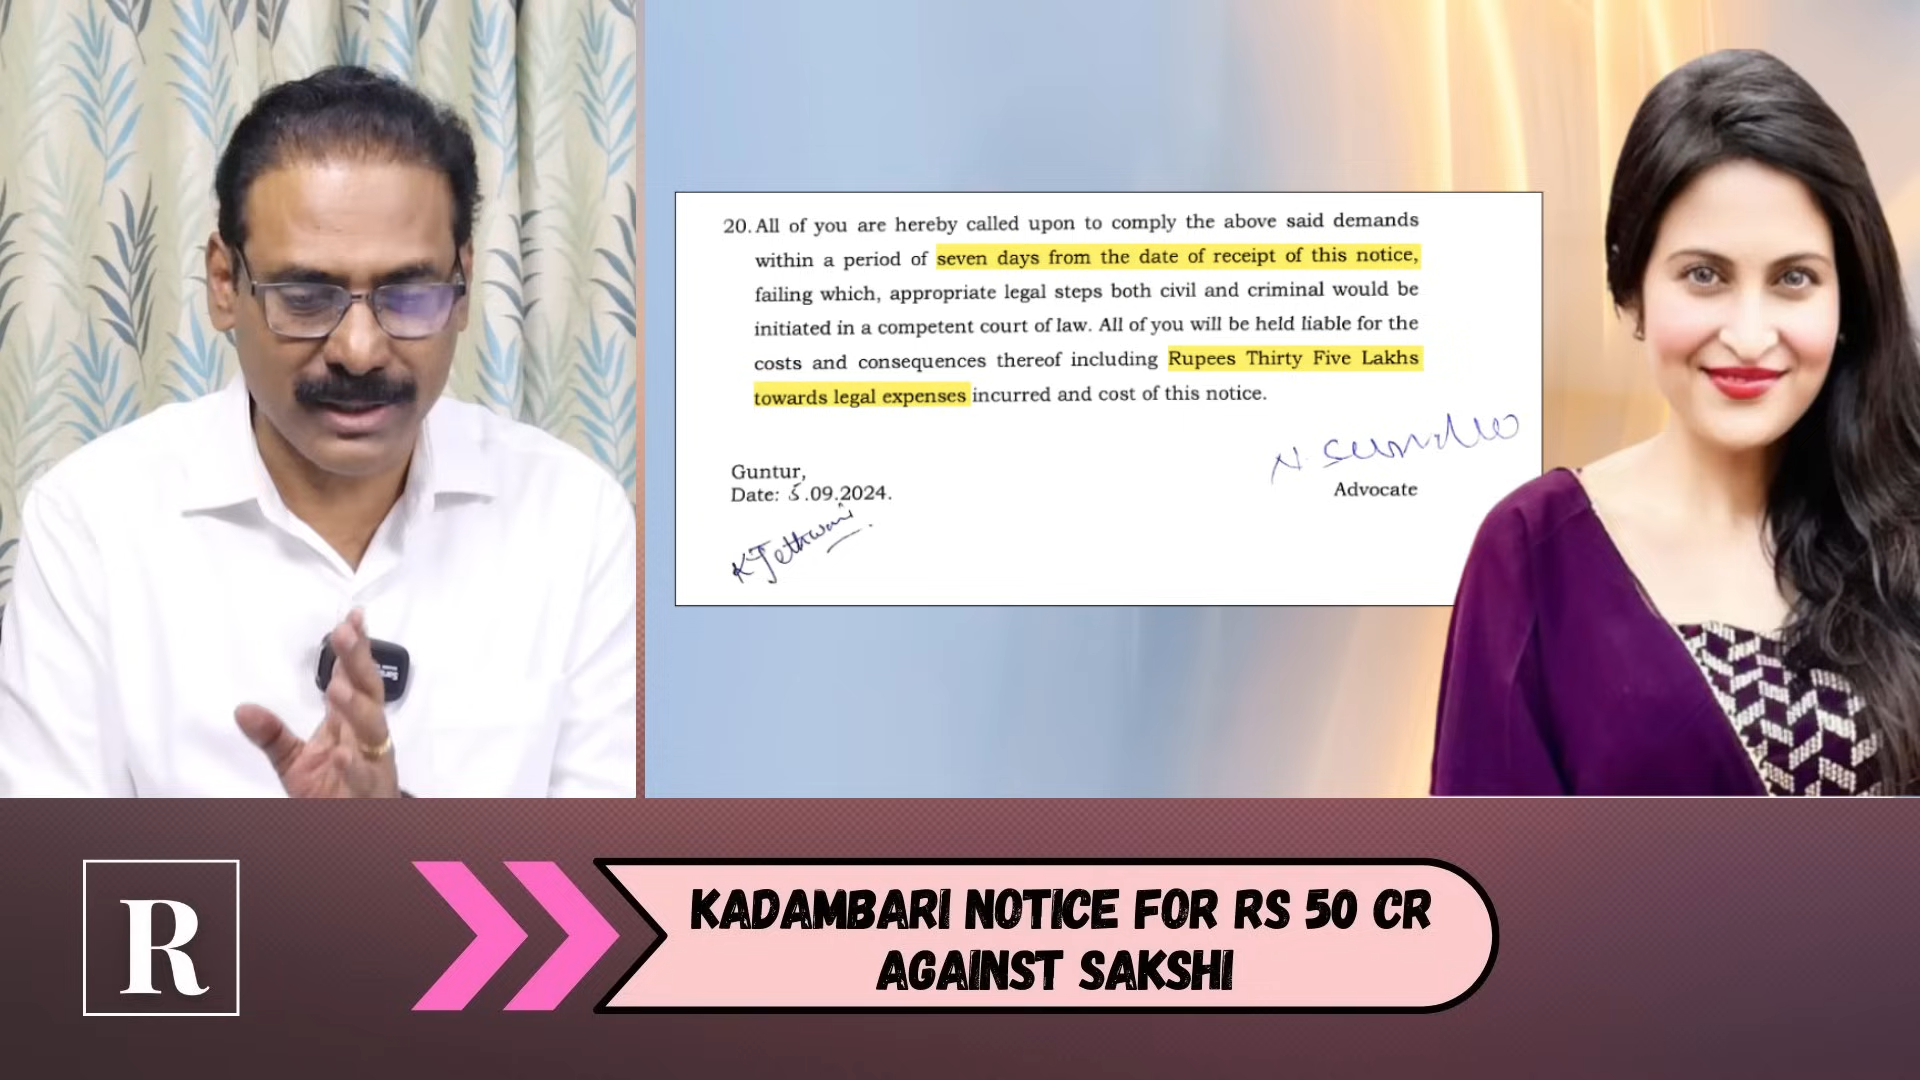 20. All of you are hereby called upon to comply the above said demands
within a period of seven days from the date of receipt of this notice,
failing which, appropriate legal steps both civil and criminal would be
initiated in a competent court of law. All of you will be held liable for the
costs and consequences thereof including Rupees Thirty Five Lakhs
towards legal expenses incurred and cost of this notice.
Guntur,
Date: 5.09.2024.
Advocate
KJethwani
R
KADAMBARI NOTICE FOR RS 50 CR
AGAINST SAKSHI